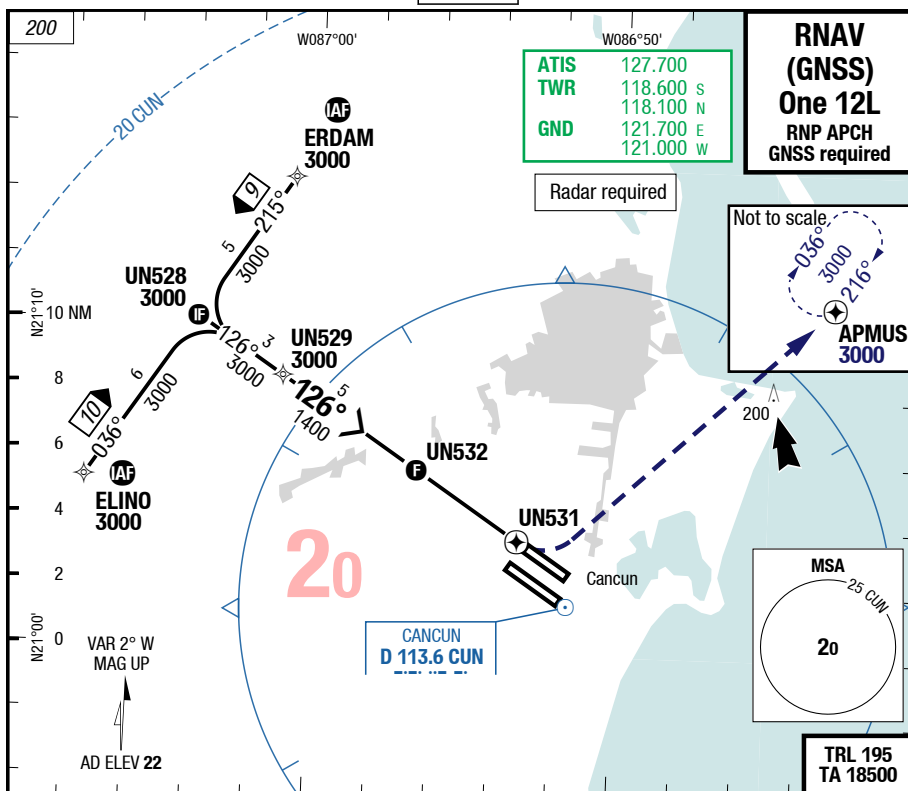 200
W087°00'
W086°50'
RNAV
(GNSS)
One 12L
RNP APCH
GNSS required
ATIS 127.700
TWR 118.600 S
118.100 N
GND 121.700 E
121.000 W
Radar required
20 CUN
IAF
ERDAM
3000
9
215°
5
3000
Not to scale
036°
3000
216°
APMUS
3000
UN528
3000
IF
N21°10'
10 NM
126°
3
3000
UN529
3000
5
126°
1400
8
6
3000
10
036°
6
IAF
ELINO
3000
UN532
F
200
4
UN531
2
20
Cancun
MSA
25 CUN
20
CANCUN
D 113.6 CUN
N21°00'
0
VAR 2° W
MAG UP
AD ELEV 22
TRL 195
TA 18500